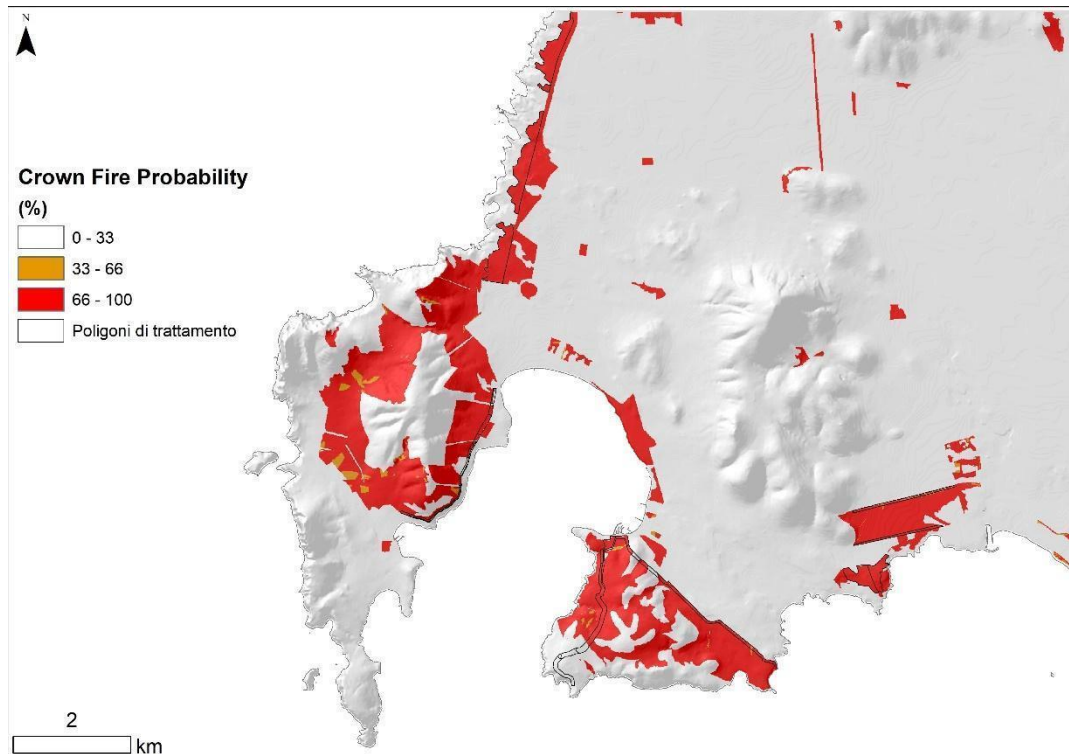 N
Crown Fire Probability
(%)
0 - 33
33 - 66
66 - 100
Poligoni di trattamento
2
km